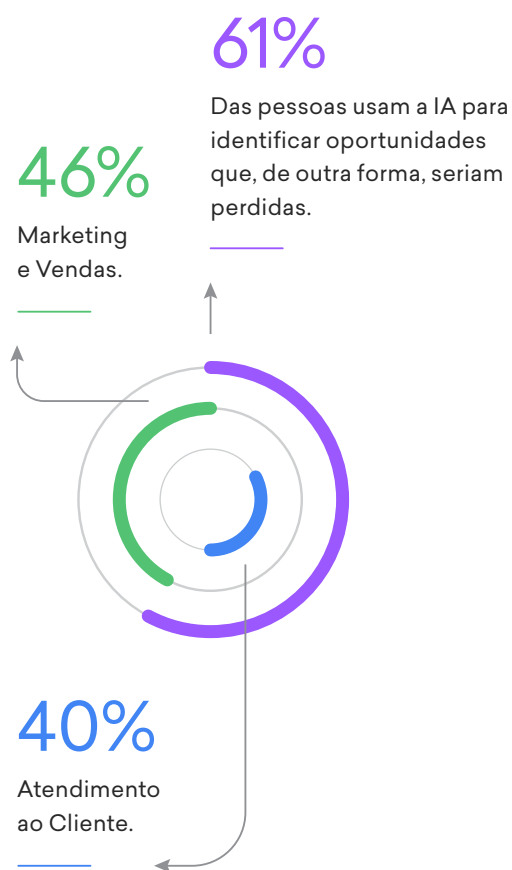 61%
Das pessoas usam a IA para
identificar oportunidades
que, de outra forma, seriam
perdidas.
46%
Marketing
e Vendas.
40%
Atendimento
ao Cliente.